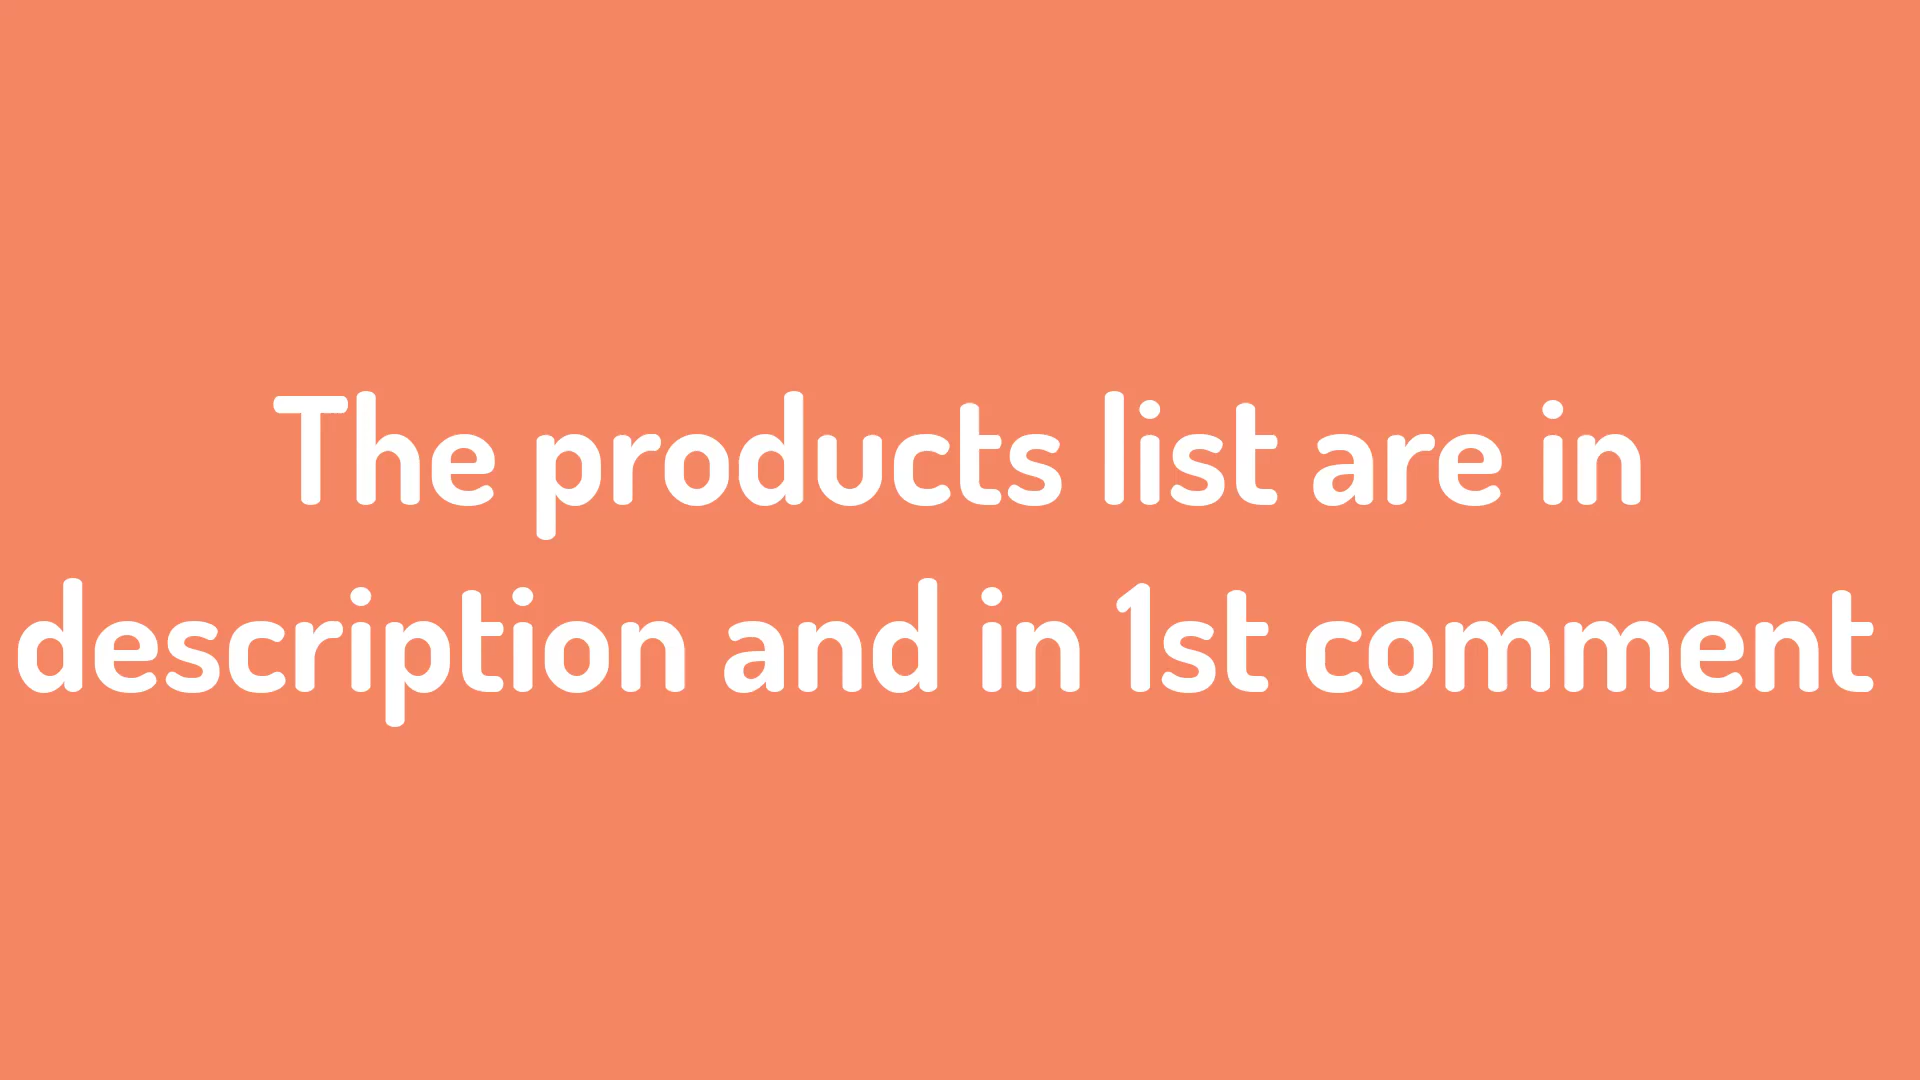 The products list are in
description and in 1st comment